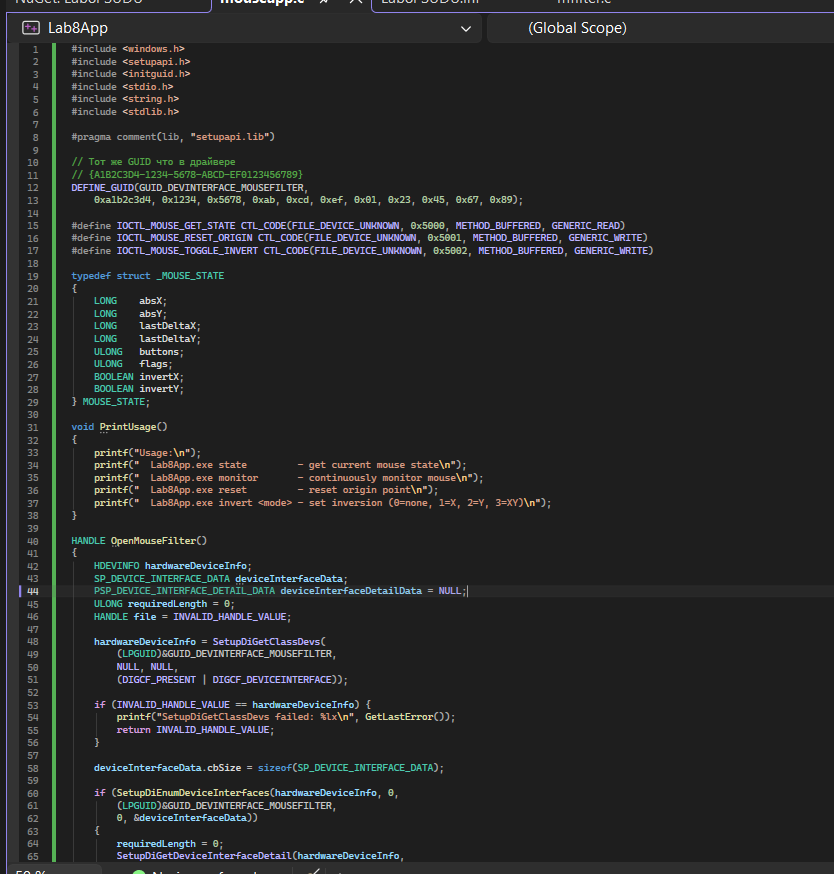 mouseapp.c
Lab8App
(Global Scope)
1 #include <windows.h>
2 #include <setupapi.h>
3 #include <initguid.h>
4 #include <stdio.h>
5 #include <string.h>
6 #include <stdlib.h>
7
8 #pragma comment(lib, "setupapi.lib")
9
10 // Тот же GUID что в драйвере
11 // {A1B2C3D4-1234-5678-ABCD-EF0123456789}
12 DEFINE_GUID(GUID_DEVINTERFACE_MOUSEFILTER,
13 0xa1b2c3d4, 0x1234, 0x5678, 0xab, 0xcd, 0xef, 0x01, 0x23, 0x45, 0x67, 0x89);
14
15 #define IOCTL_MOUSE_GET_STATE CTL_CODE(FILE_DEVICE_UNKNOWN, 0x5000, METHOD_BUFFERED, GENERIC_READ)
16 #define IOCTL_MOUSE_RESET_ORIGIN CTL_CODE(FILE_DEVICE_UNKNOWN, 0x5001, METHOD_BUFFERED, GENERIC_WRITE)
17 #define IOCTL_MOUSE_TOGGLE_INVERT CTL_CODE(FILE_DEVICE_UNKNOWN, 0x5002, METHOD_BUFFERED, GENERIC_WRITE)
18
19 typedef struct _MOUSE_STATE
20 {
21 LONG absX;
22 LONG absY;
23 LONG lastDeltaX;
24 LONG lastDeltaY;
25 ULONG buttons;
26 ULONG flags;
27 BOOLEAN invertX;
28 BOOLEAN invertY;
29 } MOUSE_STATE;
30
31 void PrintUsage()
32 {
33 printf("Usage:\n");
34 printf("  Lab8App.exe state         - get current mouse state\n");
35 printf("  Lab8App.exe monitor       - continuously monitor mouse\n");
36 printf("  Lab8App.exe reset         - reset origin point\n");
37 printf("  Lab8App.exe invert <mode> - set inversion (0=none, 1=X, 2=Y, 3=XY)\n");
38 }
39
40 HANDLE OpenMouseFilter()
41 {
42 HDEVINFO hardwareDeviceInfo;
43 SP_DEVICE_INTERFACE_DATA deviceInterfaceData;
44 PSP_DEVICE_INTERFACE_DETAIL_DATA deviceInterfaceDetailData = NULL;
45 ULONG requiredLength = 0;
46 HANDLE file = INVALID_HANDLE_VALUE;
47
48 hardwareDeviceInfo = SetupDiGetClassDevs(
49 (LPGUID)&GUID_DEVINTERFACE_MOUSEFILTER,
50 NULL, NULL,
51 (DIGCF_PRESENT | DIGCF_DEVICEINTERFACE));
52
53 if (INVALID_HANDLE_VALUE == hardwareDeviceInfo) {
54 printf("SetupDiGetClassDevs failed: %lx\n", GetLastError());
55 return INVALID_HANDLE_VALUE;
56 }
57
58 deviceInterfaceData.cbSize = sizeof(SP_DEVICE_INTERFACE_DATA);
59
60 if (SetupDiEnumDeviceInterfaces(hardwareDeviceInfo, 0,
61 (LPGUID)&GUID_DEVINTERFACE_MOUSEFILTER,
62 0, &deviceInterfaceData))
63 {
64 requiredLength = 0;
65 SetupDiGetDeviceInterfaceDetail(hardwareDeviceInfo,